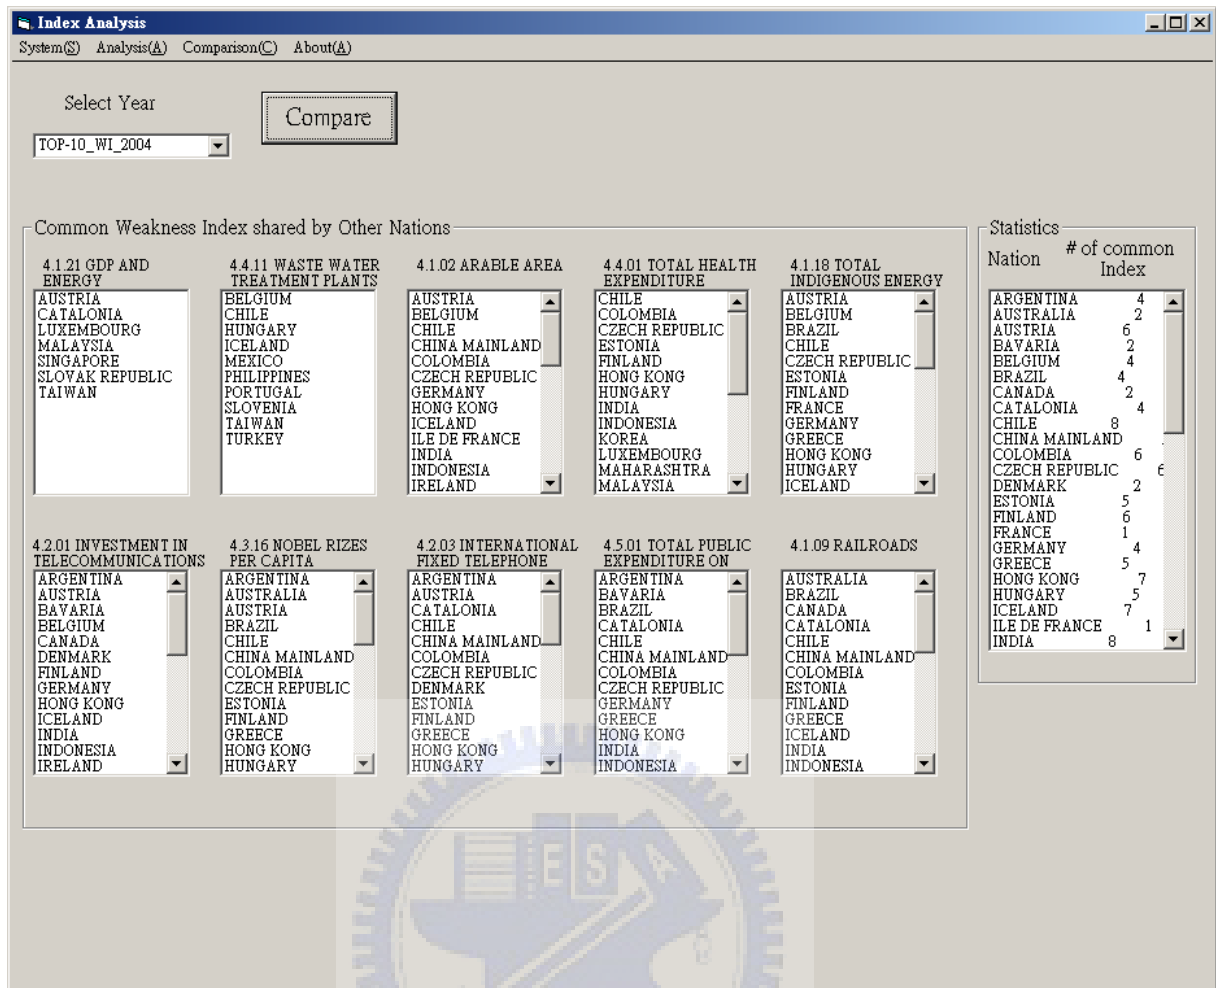 Index Analysis
System(S) Analysis(A) Comparison(C) About(A)
Select Year
Compare
TOP-10_WI_2004
Common Weakness Index shared by Other Nations
4.1.21 GDP AND
ENERGY
AUSTRIA
CATALONIA
LUXEMBOURG
MALAYSIA
SINGAPORE
SLOVAK REPUBLIC
TAIWAN
4.4.11 WASTE WATER
TREATMENT PLANTS
BELGIUM
CHILE
HUNGARY
ICELAND
MEXICO
PHILIPPINES
PORTUGAL
SLOVENIA
TAIWAN
TURKEY
4.1.02 ARABLE AREA
AUSTRIA
BELGIUM
CHILE
CHINA MAINLAND
COLOMBIA
CZECH REPUBLIC
GERMANY
HONG KONG
ICELAND
ILE DE FRANCE
INDIA
INDONESIA
IRELAND
4.4.01 TOTAL HEALTH
EXPENDITURE
CHILE
COLOMBIA
CZECH REPUBLIC
ESTONIA
FINLAND
HONG KONG
HUNGARY
INDIA
INDONESIA
KOREA
LUXEMBOURG
MAHARASHTRA
MALAYSIA
4.1.18 TOTAL
INDIGENOUS ENERGY
AUSTRIA
BELGIUM
BRAZIL
CHILE
CZECH REPUBLIC
ESTONIA
FINLAND
FRANCE
GERMANY
GREECE
HONG KONG
HUNGARY
ICELAND
4.2.01 INVESTMENT IN
TELECOMMUNICATIONS
ARGENTINA
AUSTRIA
BAVARIA
BELGIUM
CANADA
DENMARK
FINLAND
GERMANY
HONG KONG
ICELAND
INDIA
INDONESIA
IRELAND
4.3.16 NOBEL RIZES
PER CAPITA
ARGENTINA
AUSTRALIA
AUSTRIA
BRAZIL
CHILE
CHINA MAINLAND
COLOMBIA
CZECH REPUBLIC
ESTONIA
FINLAND
GREECE
HONG KONG
HUNGARY
4.2.03 INTERNATIONAL
FIXED TELEPHONE
ARGENTINA
AUSTRIA
CATALONIA
CHILE
CHINA MAINLAND
COLOMBIA
CZECH REPUBLIC
DENMARK
ESTONIA
FINLAND
GREECE
HONG KONG
HUNGARY
4.5.01 TOTAL PUBLIC
EXPENDITURE ON
ARGENTINA
BAVARIA
BRAZIL
CATALONIA
CHILE
CHINA MAINLAND
COLOMBIA
CZECH REPUBLIC
GERMANY
GREECE
HONG KONG
INDIA
INDONESIA
4.1.09 RAILROADS
AUSTRALIA
BRAZIL
CANADA
CATALONIA
CHILE
CHINA MAINLAND
COLOMBIA
ESTONIA
FINLAND
GREECE
ICELAND
INDIA
INDONESIA
Statistics
Nation # of common
Index
ARGENTINA 4
AUSTRALIA 2
AUSTRIA 6
BAVARIA 2
BELGIUM 4
BRAZIL 4
CANADA 2
CATALONIA 4
CHILE 8
CHINA MAINLAND
COLOMBIA 6
CZECH REPUBLIC 6
DENMARK 2
ESTONIA 5
FINLAND 6
FRANCE 1
GERMANY 4
GREECE 5
HONG KONG 7
HUNGARY 5
ICELAND 7
ILE DE FRANCE 1
INDIA 8
ESA